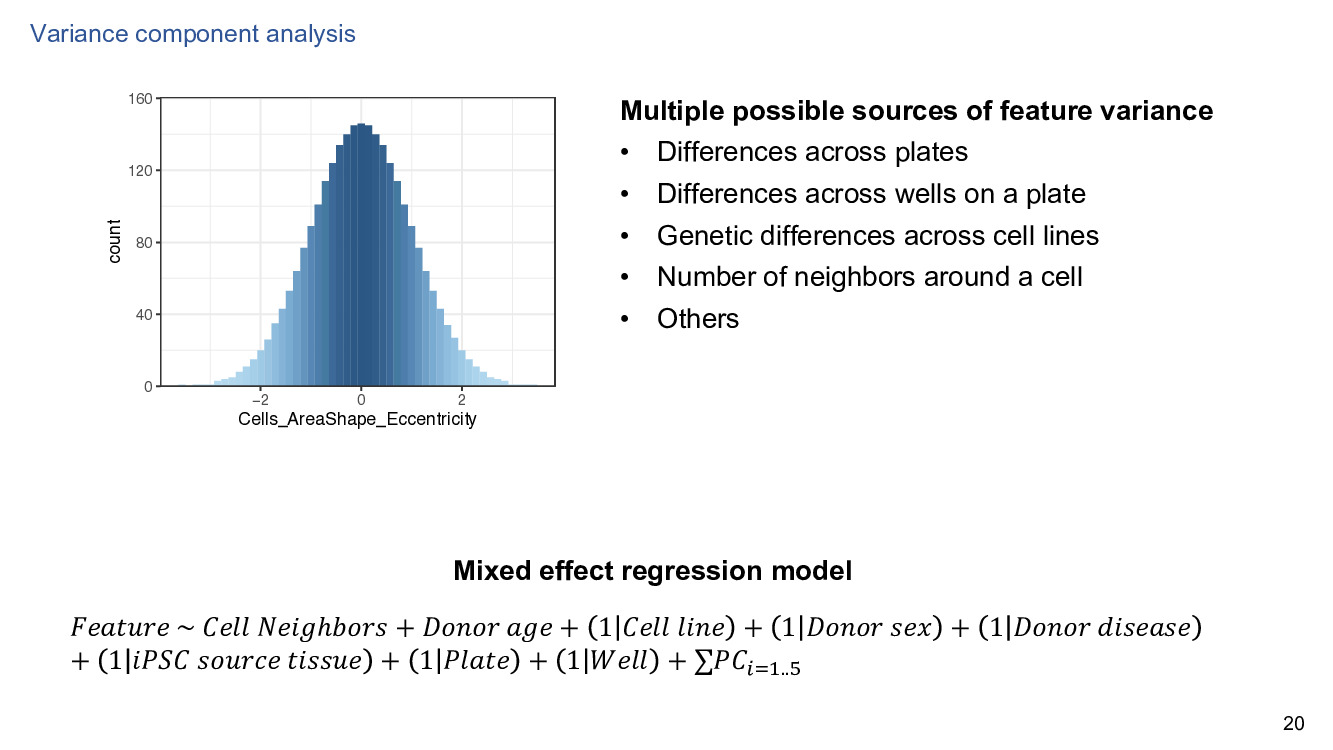 Variance component analysis
160
120
80
40
0
count
−2 0 2
Cells_AreaShape_Eccentricity
Multiple possible sources of feature variance
• Differences across plates
• Differences across wells on a plate
• Genetic differences across cell lines
• Number of neighbors around a cell
• Others
Mixed effect regression model
Feature ~ Cell Neighbors + Donor age + (1|Cell line) + (1|Donor sex) + (1|Donor disease)
+ (1|iPSC source tissue) + (1|Plate) + (1|Well) + ∑PC_{i=1..5}
20